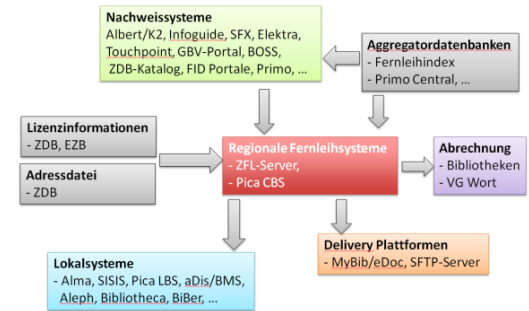 Nachweissysteme
Albert/K2, Infoguide, SFX, Elektra,
Touchpoint, GBV-Portal, BOSS,
ZDB-Katalog, FID Portale, Primo, ...
Aggregatordatenbanken
- Fernleihindex
- Primo Central, ...
Lizenzinformationen
- ZDB, EZB
Adressdatei
- ZDB
Regionale Fernleihsysteme
- ZFL-Server,
- Pica CBS
Abrechnung
- Bibliotheken
- VG Wort
Lokalsysteme
- Alma, SISIS, Pica LBS, aDis/BMS,
Aleph, Bibliotheca, BiBer, ...
Delivery Plattformen
- MyBib/eDoc, SFTP-Server